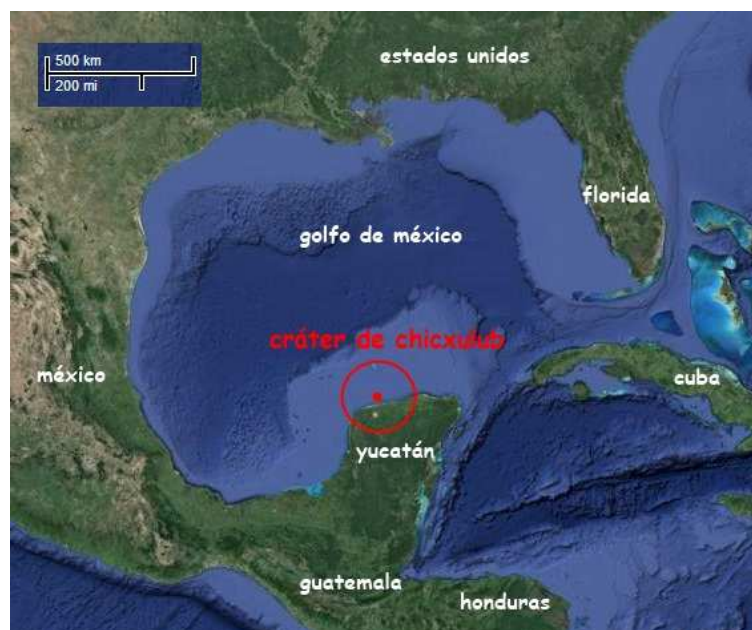 500 km
200 mi
estados unidos
florida
golfo de méxico
cráter de chicxulub
méxico
cuba
yucatán
guatemala
honduras